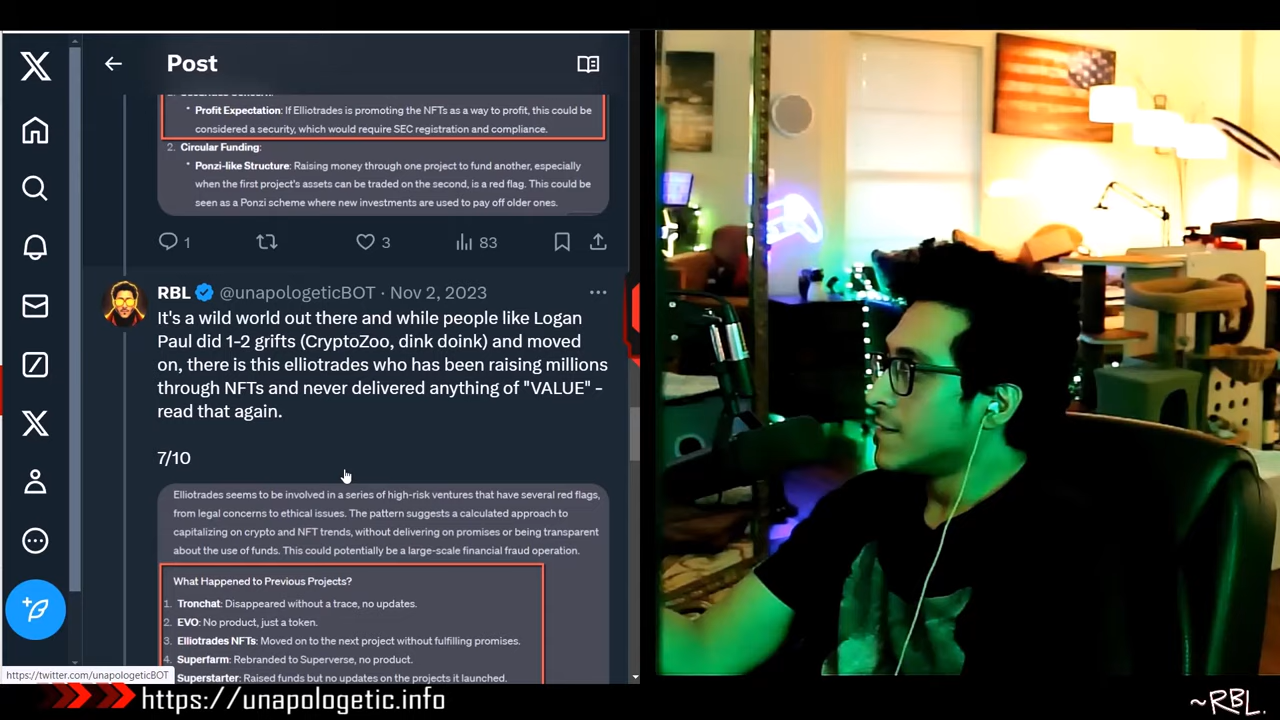 Post
Profit Expectation: If Elliotrades is promoting the NFTs as a way to profit, this could be
considered a security, which would require SEC registration and compliance.
2. Circular Funding:
Ponzi-like Structure: Raising money through one project to fund another, especially
when the first project's assets can be traded on the second, is a red flag. This could be
seen as a Ponzi scheme where new investments are used to pay off older ones.
1 3 83
RBL @unapologeticBOT · Nov 2, 2023
It's a wild world out there and while people like Logan
Paul did 1-2 grifts (CryptoZoo, dink doink) and moved
on, there is this elliotrades who has been raising millions
through NFTs and never delivered anything of "VALUE" -
read that again.
7/10
Elliotrades seems to be involved in a series of high-risk ventures that have several red flags,
from legal concerns to ethical issues. The pattern suggests a calculated approach to
capitalizing on crypto and NFT trends, without delivering on promises or being transparent
about the use of funds. This could potentially be a large-scale financial fraud operation.
What Happened to Previous Projects?
1. Tronchat: Disappeared without a trace, no updates.
2. EVO: No product, just a token.
3. Elliotrades NFTs: Moved on to the next project without fulfilling promises.
4. Superfarm: Rebranded to Superverse, no product.
Superstarter: Raised funds but no updates on the projects it launched.
https://twitter.com/unapologeticBOT
https://unapologetic.info
~RBL.